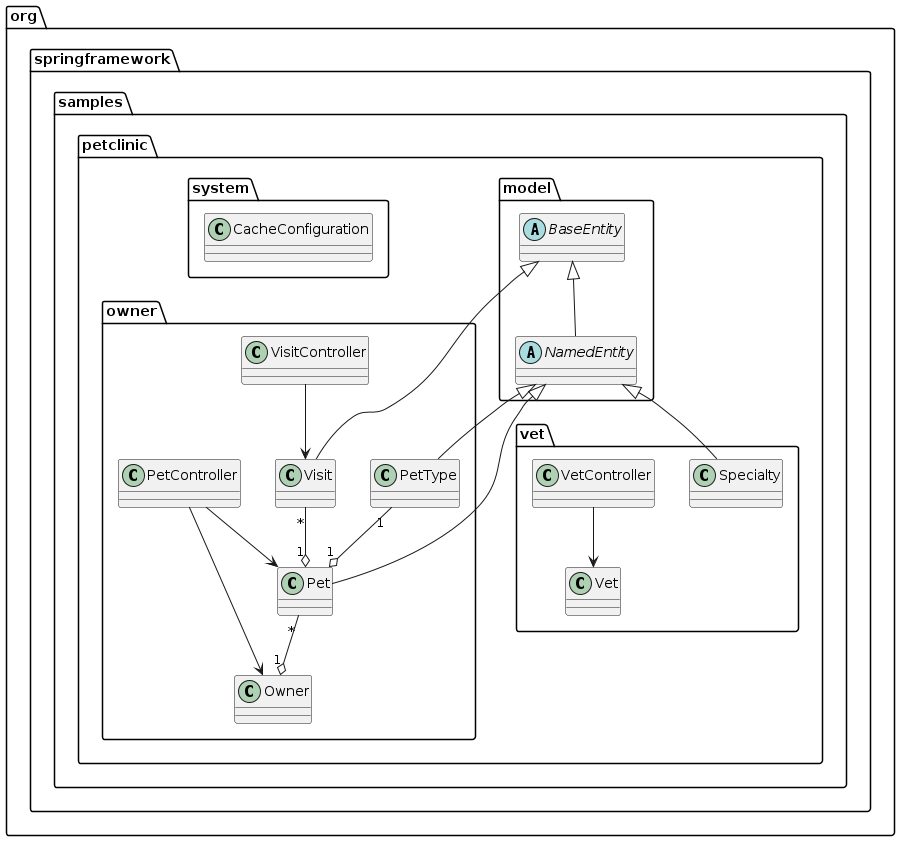 org
springframework
samples
petclinic
system
model
C CacheConfiguration
A BaseEntity
owner
C VisitController
A NamedEntity
vet
C PetController
C Visit
C PetType
C VetController
C Specialty
* 1
1 1
C Pet
C Vet
*
1
C Owner